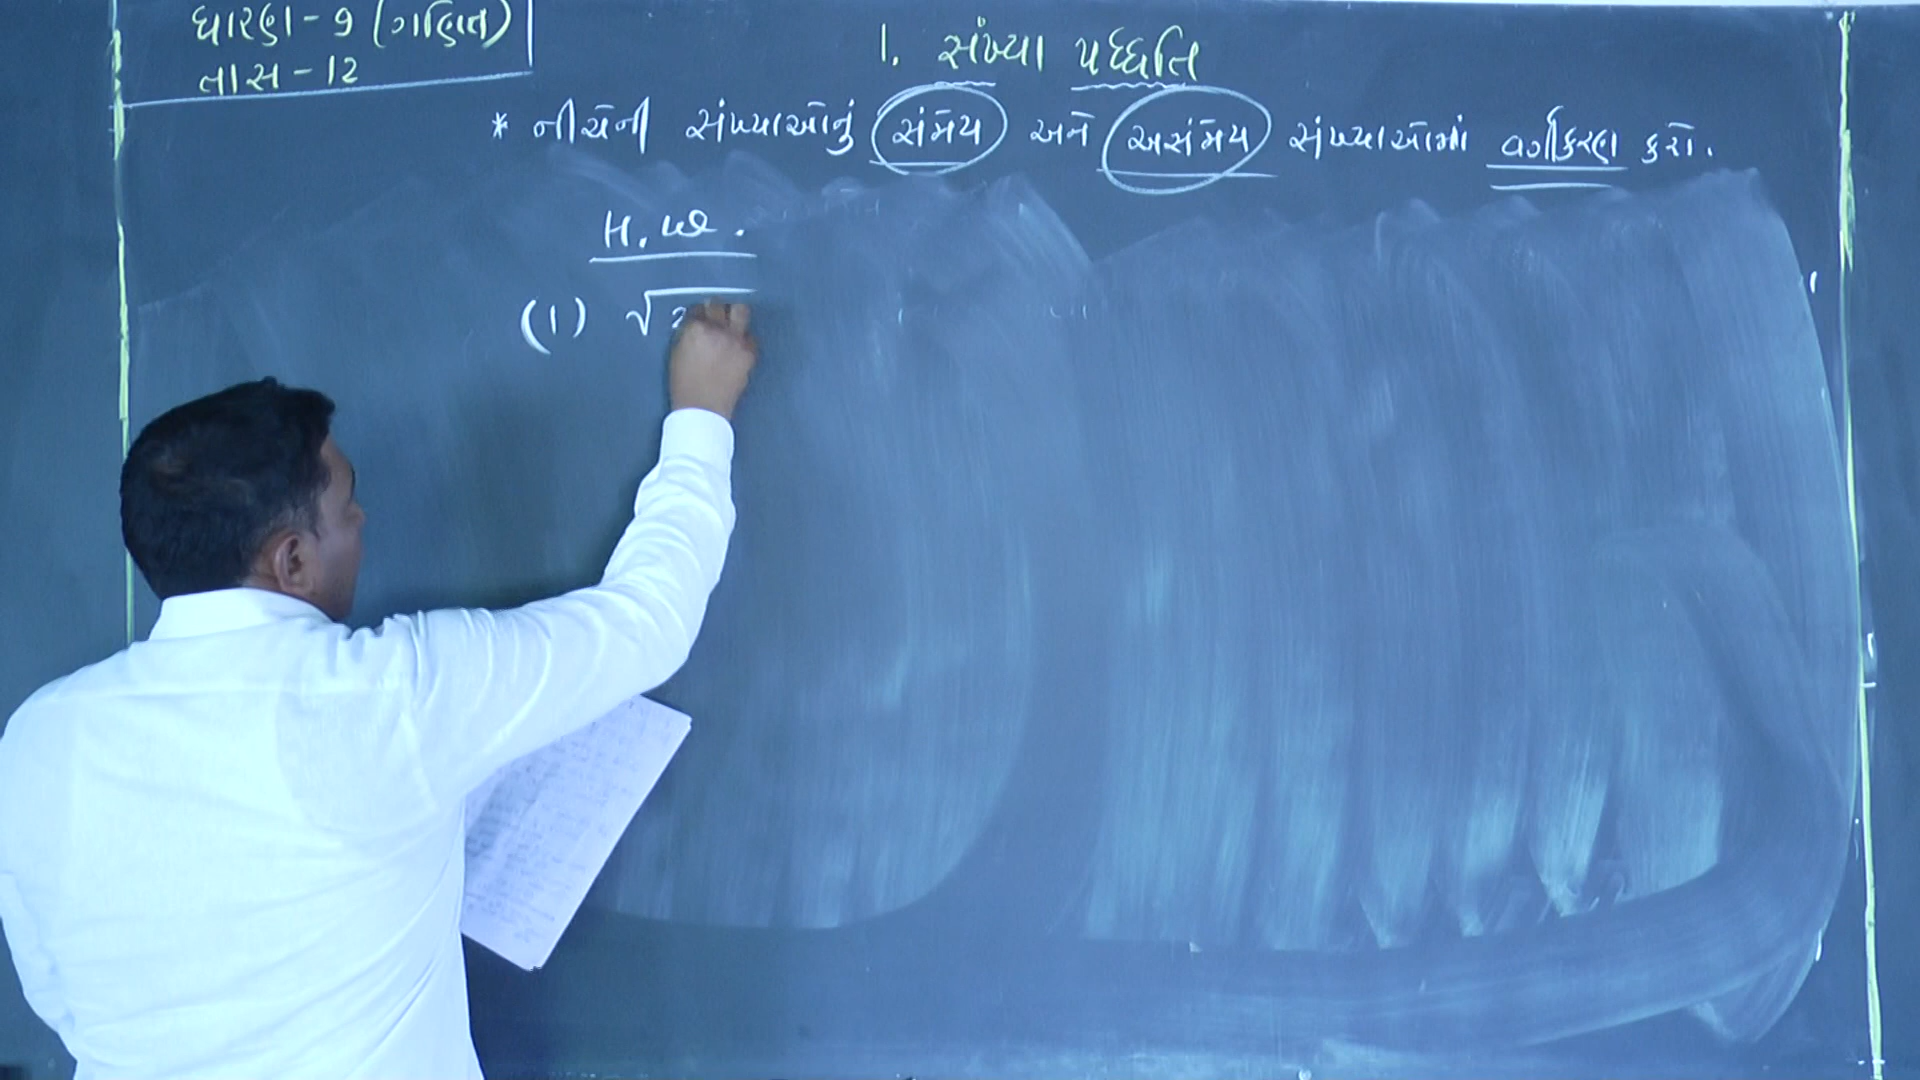 ધોરણ - 9 (ગણિત)
તાસ - 12
1. સંખ્યા પદ્ધતિ
* નીચેની સંખ્યાઓનું સંમેય અને અસંમેય સંખ્યાઓમાં વર્ગીકરણ કરો.
H.W.
(1) √2